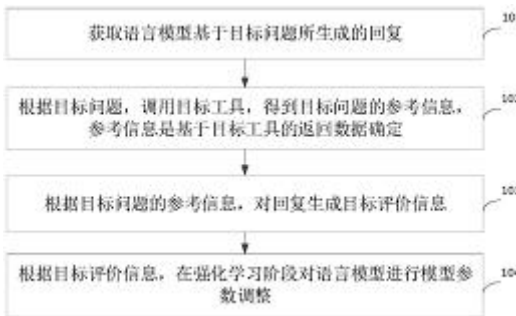 获取语言模型基于目标问题所生成的回复
根据目标问题，调用目标工具，得到目标问题的参考信息，
参考信息是基于目标工具的返回数据确定
根据目标问题的参考信息，对回复生成目标评价信息
根据目标评价信息，在强化学习阶段对语言模型进行模型参
数调整